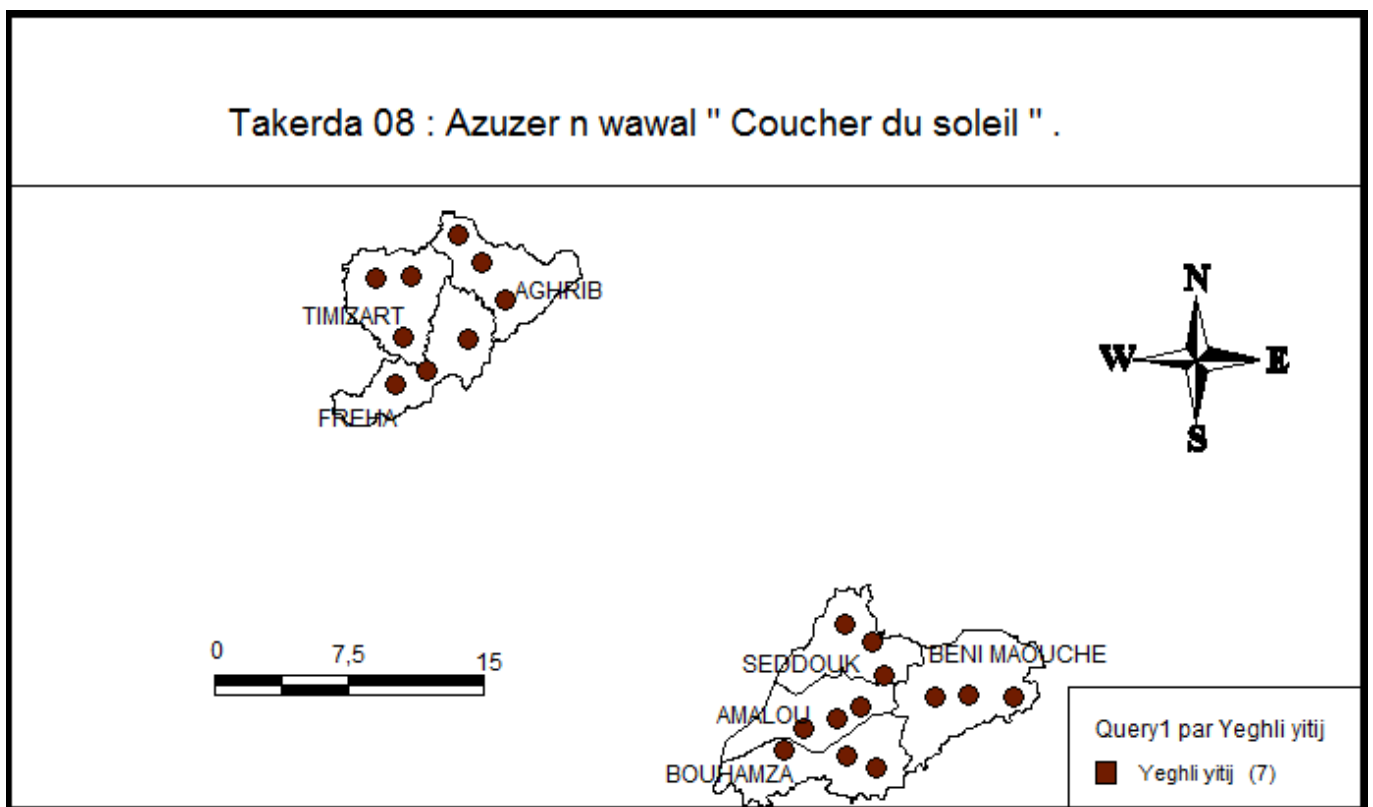 Takerda 08 : Azuzer n wawal " Coucher du soleil " .
AGHRIB
TIMIZART
FREHA
N
W E
S
0 7,5 15
SEDDOUK
BENI MAOUCHE
AMALOU
BOUHAMZA
Query1 par Yeghli yitij
Yeghli yitij (7)